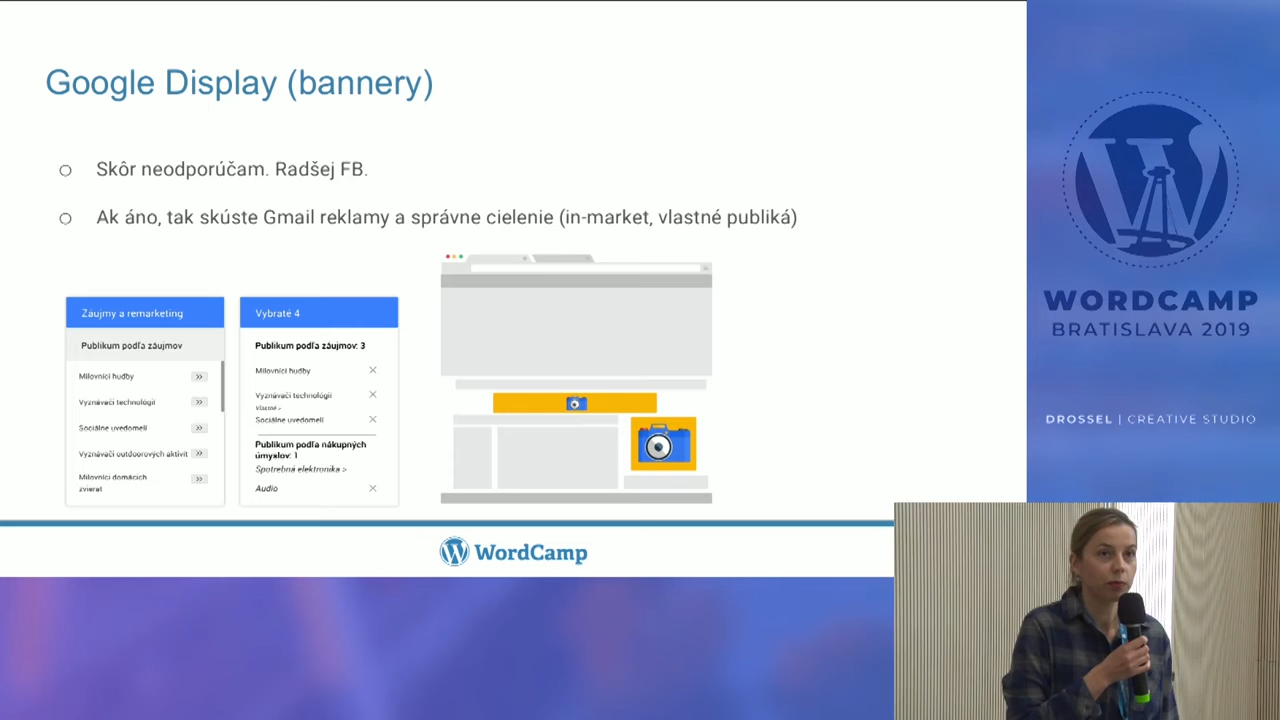 Google Display (bannery)
Skôr neodporúčam. Radšej FB.
Ak áno, tak skúste Gmail reklamy a správne cielenie (in-market, vlastné publiká)
Záujmy a remarketing
Publikum podľa záujmov
Milovníci hudby
Vyznávači technológií
Sociálne uvedomelí
Vyznávači outdoorových aktivít
Milovníci domácich
zvierat
Vybraté 4
Publikum podľa záujmov: 3
Milovníci hudby
Vyznávači technológií
Vlastné >
Sociálne uvedomelí
Publikum podľa nákupných
úmyslov: 1
Spotrebná elektronika >
Audio
WordCamp
WORDCAMP
BRATISLAVA 2019
DROSSEL | CREATIVE STUDIO